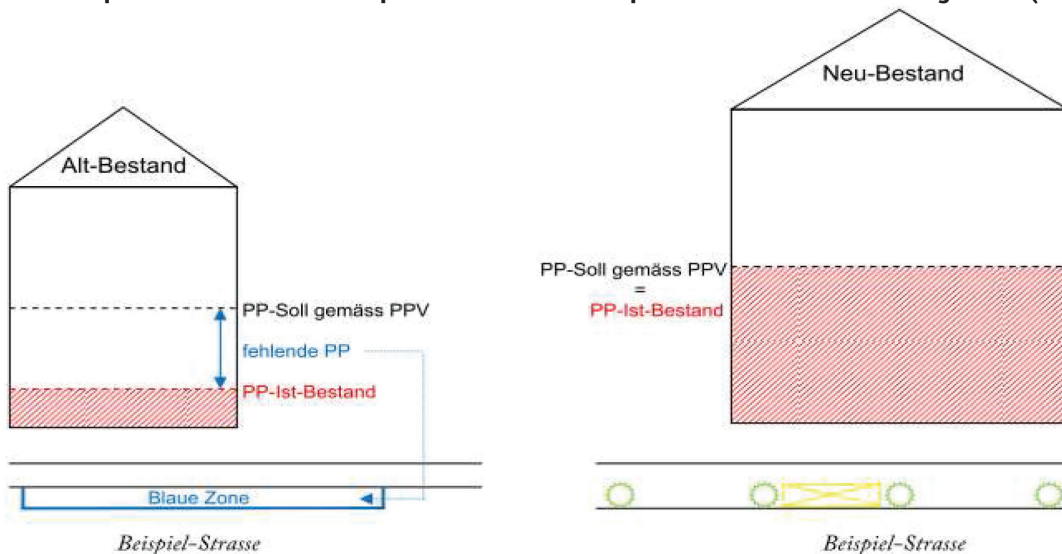 Alt-Bestand
PP-Soll gemäss PPV
fehlende PP
PP-Ist-Bestand
Blaue Zone
Beispiel-Strasse
Neu-Bestand
PP-Soll gemäss PPV
=
PP-Ist-Bestand
Beispiel-Strasse